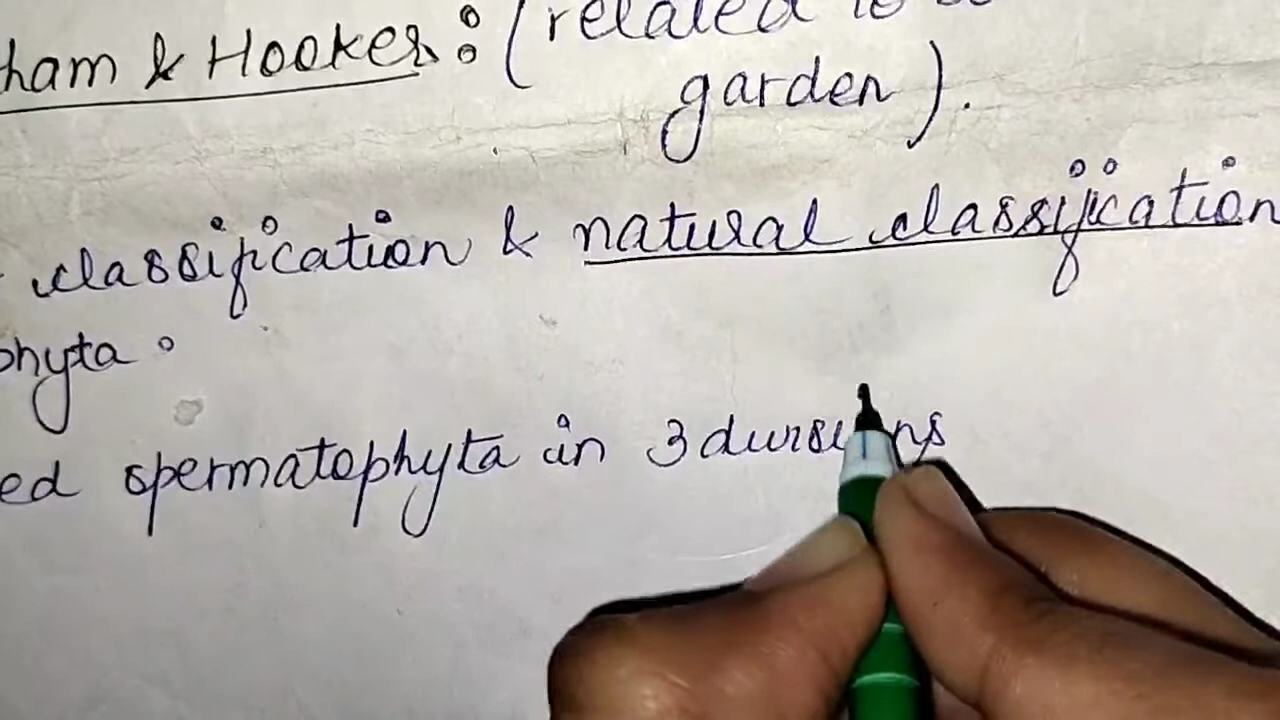 ham & Hooker : (related to
garden).
classification & natural classification
phyta.
ed spermatophyta in 3 divisions